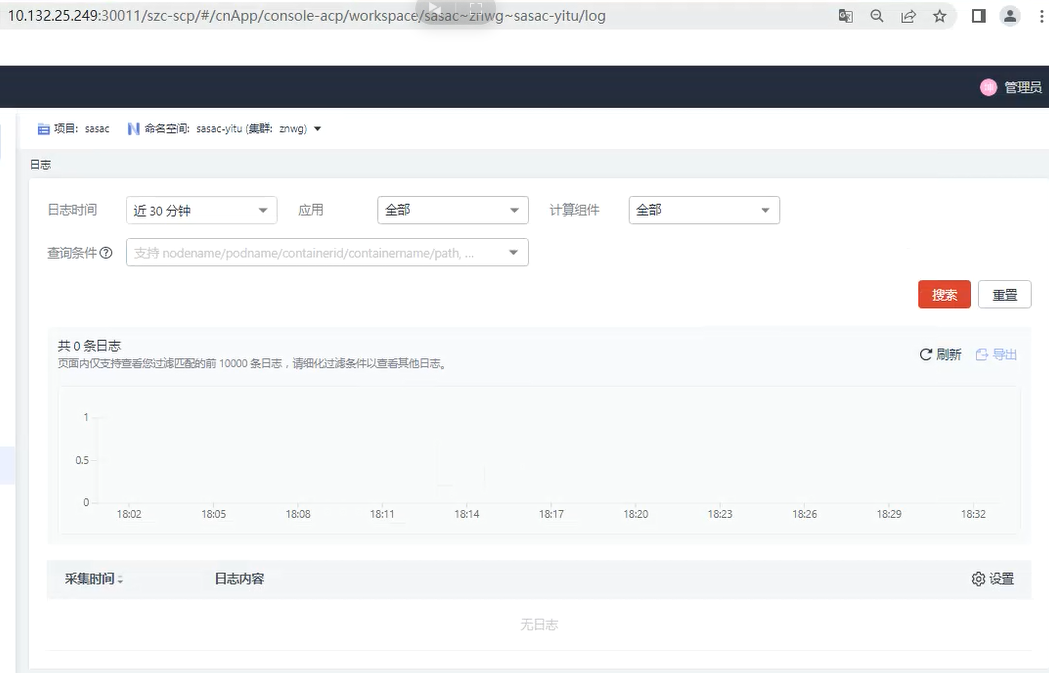 10.132.25.249:30011/szc-scp/#/cnApp/console-acp/workspace/sasac~znwg~sasac-yitu/log
管理员
项目: sasac 命名空间: sasac-yitu (集群: znwg)
日志
日志时间 近 30 分钟 应用 全部 计算组件 全部
查询条件 支持 nodename/podname/containerid/containername/path, ...
搜索 重置
共 0 条日志
页面内仅支持查看您过滤匹配的前 10000 条日志，请细化过滤条件以查看其他日志。
刷新 导出
1
0.5
0
18:02 18:05 18:08 18:11 18:14 18:17 18:20 18:23 18:26 18:29 18:32
采集时间 日志内容 设置
无日志